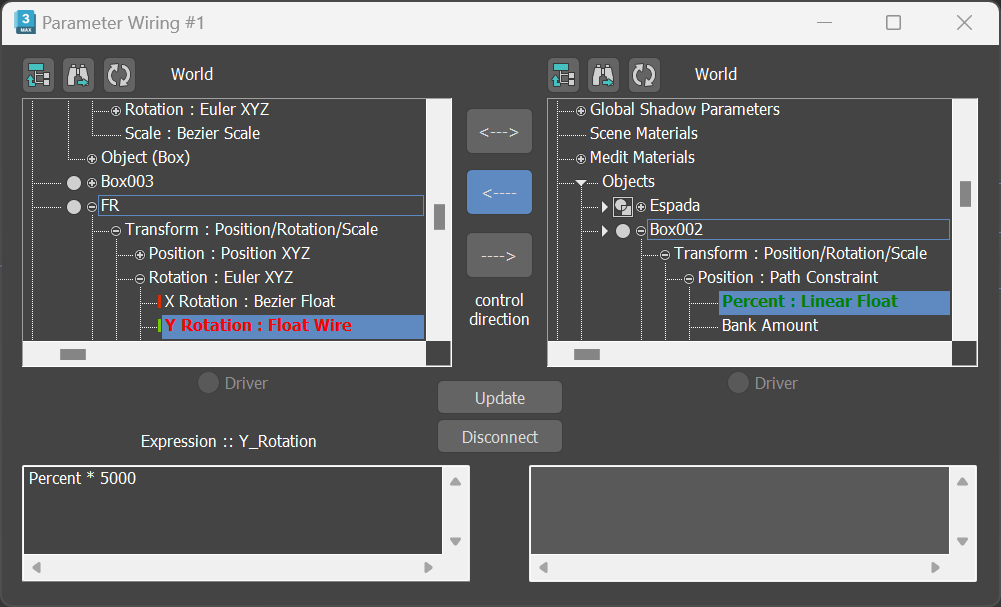 3
MAX
Parameter Wiring #1
World
Rotation : Euler XYZ
Scale : Bezier Scale
Object (Box)
Box003
FR
Transform : Position/Rotation/Scale
Position : Position XYZ
Rotation : Euler XYZ
X Rotation : Bezier Float
Y Rotation : Float Wire
<--->
<----
---->
control
direction
World
Global Shadow Parameters
Scene Materials
Medit Materials
Objects
Espada
Box002
Transform : Position/Rotation/Scale
Position : Path Constraint
Percent : Linear Float
Bank Amount
Driver
Driver
Update
Disconnect
Expression :: Y_Rotation
Percent * 5000